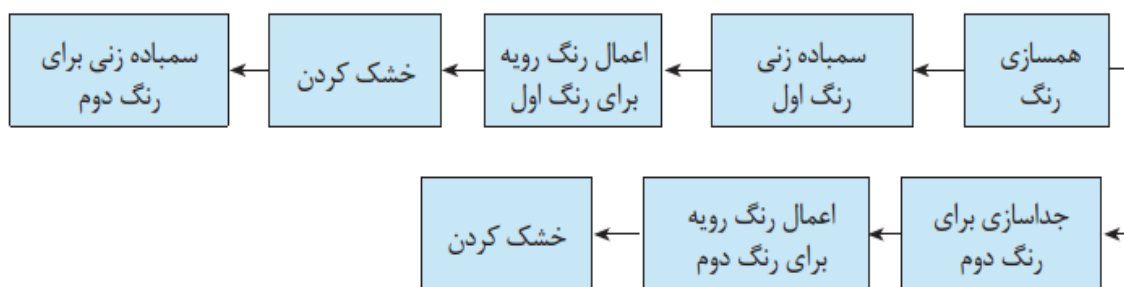 همسازی
رنگ
سمباده زنی
رنگ اول
اعمال رنگ رویه
برای رنگ اول
خشک کردن
سمباده زنی برای
رنگ دوم
جداسازی برای
رنگ دوم
اعمال رنگ رویه
برای رنگ دوم
خشک کردن